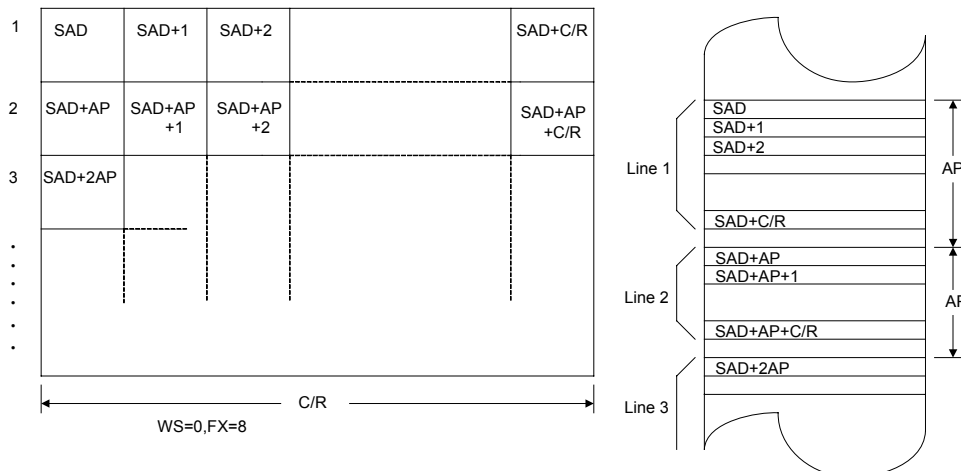 1
SAD
SAD+1
SAD+2
SAD+C/R
2
SAD+AP
SAD+AP
+1
SAD+AP
+2
SAD+AP
+C/R
3
SAD+2AP
C/R
WS=0,FX=8
Line 1
SAD
SAD+1
SAD+2
SAD+C/R
AP
Line 2
SAD+AP
SAD+AP+1
SAD+AP+C/R
AP
Line 3
SAD+2AP